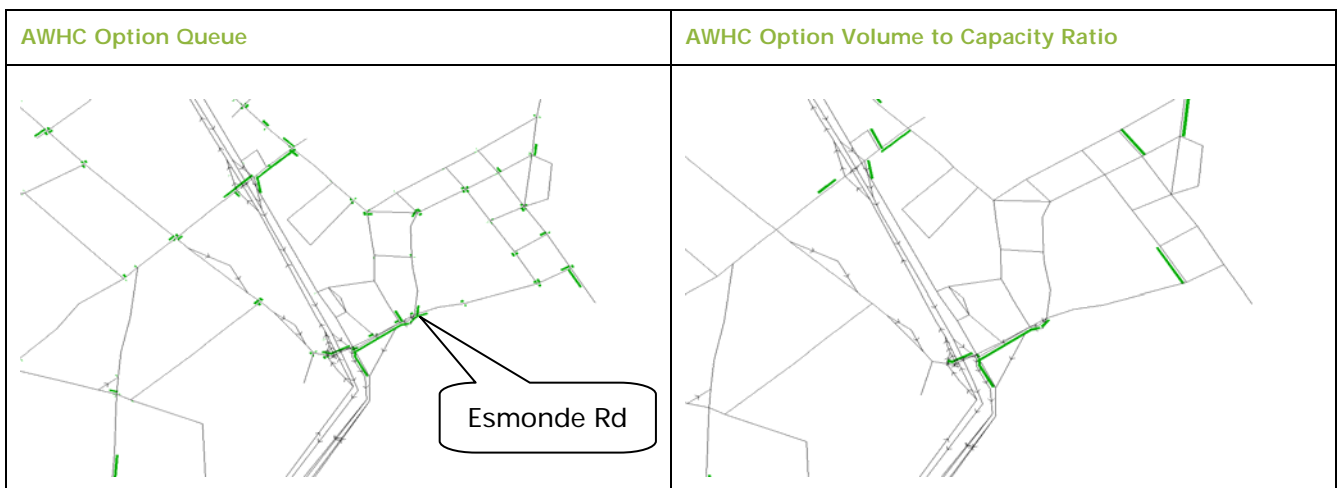 AWHC Option Queue
AWHC Option Volume to Capacity Ratio
Esmonde Rd